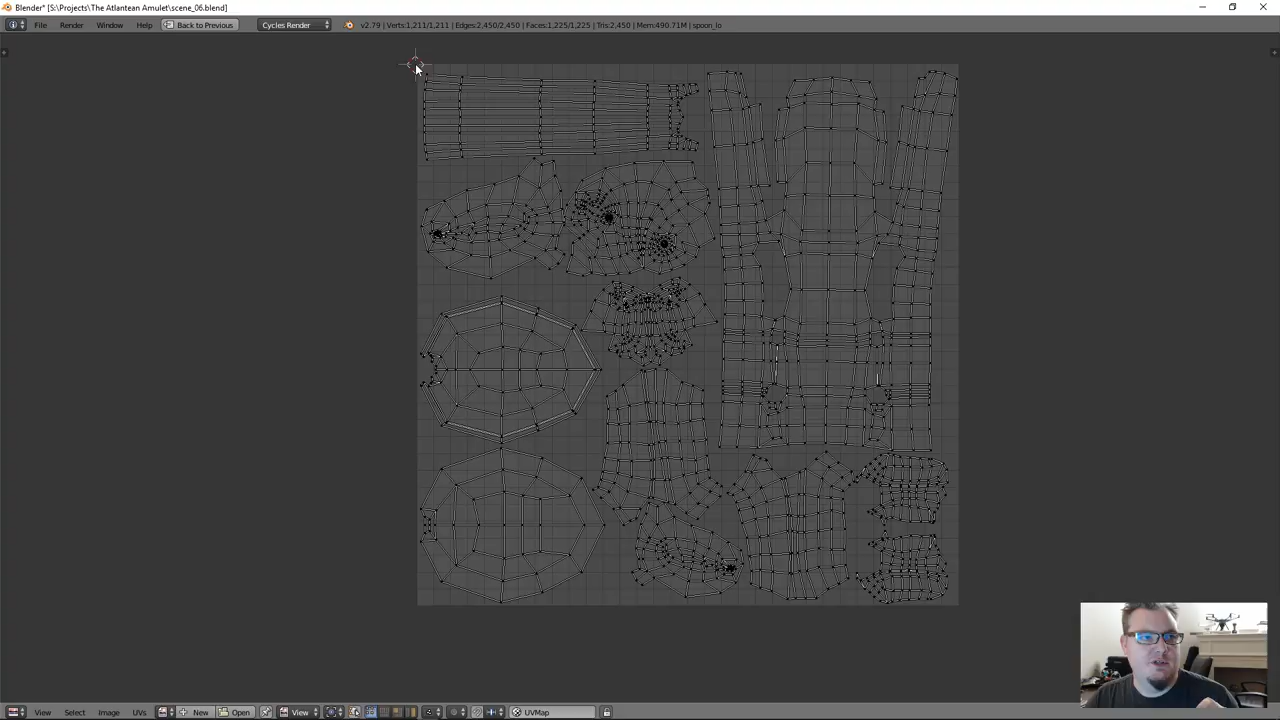 Blender* [S:\Projects\The Atlantean Amulet\scene_06.blend]
File Render Window Help Back to Previous Cycles Render v2.79 | Verts:1,211/1,211 | Edges:2,450/2,450 | Faces:1,225/1,225 | Tris:2,450 | Mem:490.71M | spoon_lo
View Select Image UVs New Open View UVMap